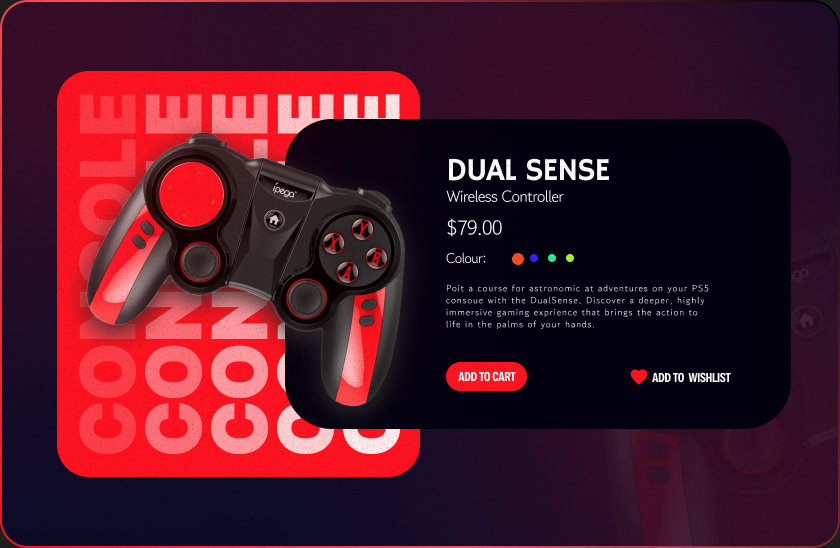 CONSOLE
CONSOLE
CONSOLE
CONSOLE
CONSOLE
ipega
Y
X
B
A
DUAL SENSE
Wireless Controller
$79.00
Colour:
Poit a course for astronomic at adventures on your PS5
consoue with the DualSense, Discover a deeper, highly
immersive gaming exprience that brings the action to
life in the palms of your hands.
ADD TO CART
ADD TO WISHLIST